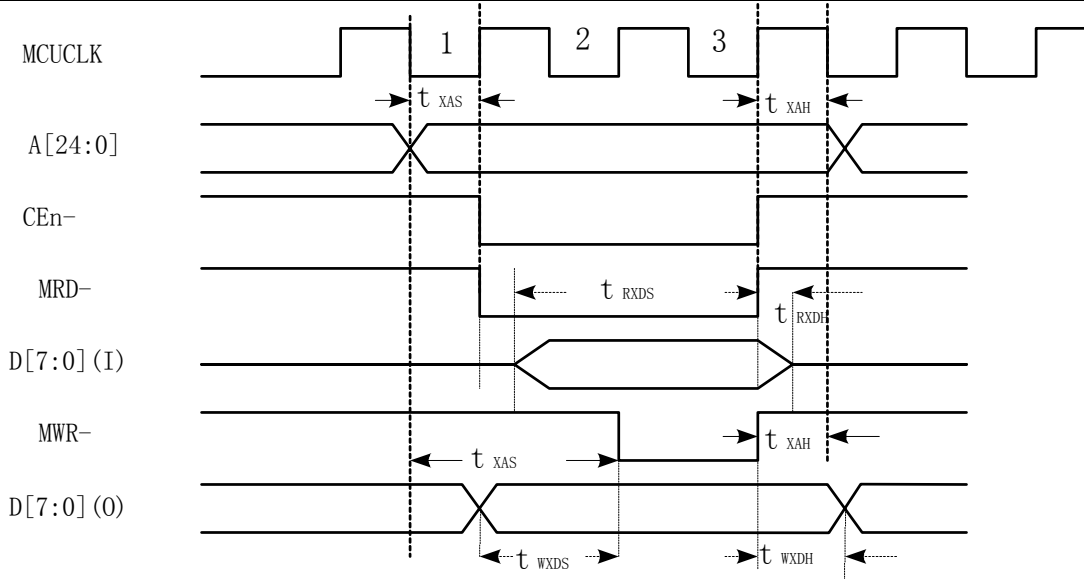 MCUCLK 1 2 3
t XAS t XAH
A[24:0]
CEn-
MRD- t RXDS
t RXDH
D[7:0](I)
MWR- t XAH
t XAS
D[7:0](O)
t WXDS t WXDH